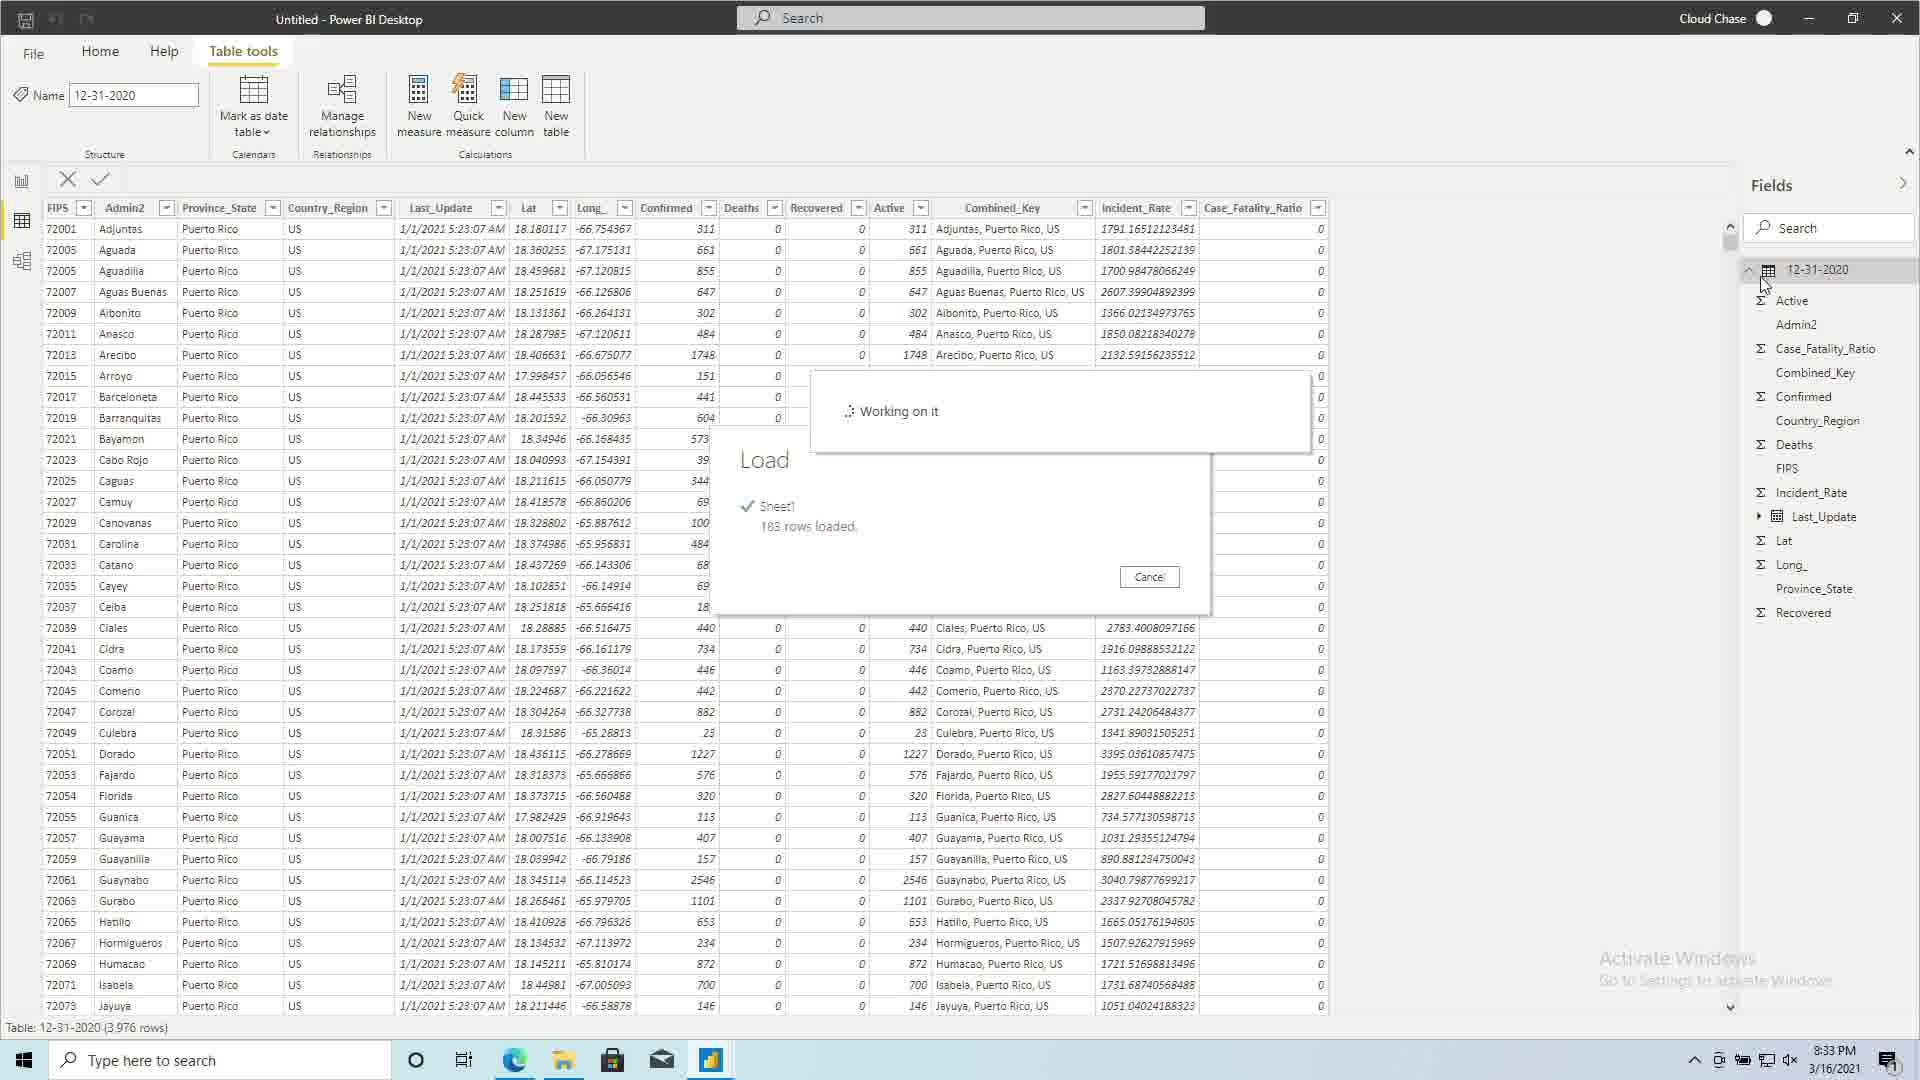 Untitled - Power BI Desktop
Search
Cloud Chase
File
Home
Help
Table tools
Name
12-31-2020
Mark as date table
Manage relationships
New measure
Quick measure
New column
New table
Structure
Calendars
Relationships
Calculations
FIPS Admin2 Province_State Country_Region Last_Update Lat Long_ Confirmed Deaths Recovered Active Combined_Key Incident_Rate Case_Fatality_Ratio
72001 Adjuntas Puerto Rico US 1/1/2021 5:23:07 AM 18.180117 -66.754367 311 0 0 311 Adjuntas, Puerto Rico, US 1791.16512123481 0
72003 Aguada Puerto Rico US 1/1/2021 5:23:07 AM 18.360255 -67.175131 661 0 0 661 Aguada, Puerto Rico, US 1801.38442252139 0
72005 Aguadilla Puerto Rico US 1/1/2021 5:23:07 AM 18.459681 -67.120815 855 0 0 855 Aguadilla, Puerto Rico, US 1700.98478066249 0
72007 Aguas Buenas Puerto Rico US 1/1/2021 5:23:07 AM 18.251619 -66.126806 647 0 0 647 Aguas Buenas, Puerto Rico, US 2607.39904892399 0
72009 Aibonito Puerto Rico US 1/1/2021 5:23:07 AM 18.131361 -66.264131 302 0 0 302 Aibonito, Puerto Rico, US 1366.02134973765 0
72011 Anasco Puerto Rico US 1/1/2021 5:23:07 AM 18.287985 -67.120611 484 0 0 484 Anasco, Puerto Rico, US 1850.08218340278 0
72013 Arecibo Puerto Rico US 1/1/2021 5:23:07 AM 18.406631 -66.675077 1748 0 0 1748 Arecibo, Puerto Rico, US 2132.59156235512 0
72015 Arroyo Puerto Rico US 1/1/2021 5:23:07 AM 17.998457 -66.056546 151 0 0
72017 Barceloneta Puerto Rico US 1/1/2021 5:23:07 AM 18.445533 -66.560531 441 0 0
72019 Barranquitas Puerto Rico US 1/1/2021 5:23:07 AM 18.201592 -66.30963 604 0 0
72021 Bayamon Puerto Rico US 1/1/2021 5:23:07 AM 18.34946 -66.168435 573 0
72023 Cabo Rojo Puerto Rico US 1/1/2021 5:23:07 AM 18.040993 -67.154391 39 0
72025 Caguas Puerto Rico US 1/1/2021 5:23:07 AM 18.211615 -66.050779 344 0
72027 Camuy Puerto Rico US 1/1/2021 5:23:07 AM 18.418578 -66.860206 69 0
72029 Canovanas Puerto Rico US 1/1/2021 5:23:07 AM 18.328802 -65.887612 100 0
72031 Carolina Puerto Rico US 1/1/2021 5:23:07 AM 18.374986 -65.956831 484 0
72033 Catano Puerto Rico US 1/1/2021 5:23:07 AM 18.437269 -66.143306 68 0
72035 Cayey Puerto Rico US 1/1/2021 5:23:07 AM 18.102851 -66.14914 69 0
72037 Ceiba Puerto Rico US 1/1/2021 5:23:07 AM 18.251818 -65.666416 18 0
72039 Ciales Puerto Rico US 1/1/2021 5:23:07 AM 18.28885 -66.516475 440 0 0 440 Ciales, Puerto Rico, US 2783.4008097166 0
72041 Cidra Puerto Rico US 1/1/2021 5:23:07 AM 18.173559 -66.161179 734 0 0 734 Cidra, Puerto Rico, US 1916.09888532122 0
72043 Coamo Puerto Rico US 1/1/2021 5:23:07 AM 18.097597 -66.36014 446 0 0 446 Coamo, Puerto Rico, US 1163.39732888147 0
72045 Comerio Puerto Rico US 1/1/2021 5:23:07 AM 18.224687 -66.221622 442 0 0 442 Comerio, Puerto Rico, US 2370.22737022737 0
72047 Corozal Puerto Rico US 1/1/2021 5:23:07 AM 18.304264 -66.327738 882 0 0 882 Corozal, Puerto Rico, US 2731.24206484377 0
72049 Culebra Puerto Rico US 1/1/2021 5:23:07 AM 18.31586 -65.26813 23 0 0 23 Culebra, Puerto Rico, US 1341.89031505251 0
72051 Dorado Puerto Rico US 1/1/2021 5:23:07 AM 18.436115 -66.278669 1227 0 0 1227 Dorado, Puerto Rico, US 3395.03610857475 0
72053 Fajardo Puerto Rico US 1/1/2021 5:23:07 AM 18.318373 -65.666866 576 0 0 576 Fajardo, Puerto Rico, US 1955.59177021797 0
72054 Florida Puerto Rico US 1/1/2021 5:23:07 AM 18.373715 -66.560488 320 0 0 320 Florida, Puerto Rico, US 2827.60448882213 0
72055 Guanica Puerto Rico US 1/1/2021 5:23:07 AM 17.982429 -66.919643 113 0 0 113 Guanica, Puerto Rico, US 734.577130598713 0
72057 Guayama Puerto Rico US 1/1/2021 5:23:07 AM 18.007516 -66.133908 407 0 0 407 Guayama, Puerto Rico, US 1031.29355124794 0
72059 Guayanilla Puerto Rico US 1/1/2021 5:23:07 AM 18.039942 -66.79186 157 0 0 157 Guayanilla, Puerto Rico, US 890.881234750043 0
72061 Guaynabo Puerto Rico US 1/1/2021 5:23:07 AM 18.345114 -66.114523 2546 0 0 2546 Guaynabo, Puerto Rico, US 3040.79877699217 0
72063 Gurabo Puerto Rico US 1/1/2021 5:23:07 AM 18.266461 -65.979705 1101 0 0 1101 Gurabo, Puerto Rico, US 2337.92708045782 0
72065 Hatillo Puerto Rico US 1/1/2021 5:23:07 AM 18.410928 -66.796326 653 0 0 653 Hatillo, Puerto Rico, US 1665.05176194605 0
72067 Hormigueros Puerto Rico US 1/1/2021 5:23:07 AM 18.134532 -67.113972 234 0 0 234 Hormigueros, Puerto Rico, US 1507.92627915969 0
72069 Humacao Puerto Rico US 1/1/2021 5:23:07 AM 18.145211 -65.810174 872 0 0 872 Humacao, Puerto Rico, US 1721.51698813496 0
72071 Isabela Puerto Rico US 1/1/2021 5:23:07 AM 18.44981 -67.005093 700 0 0 700 Isabela, Puerto Rico, US 1731.68740568488 0
72073 Jayuya Puerto Rico US 1/1/2021 5:23:07 AM 18.211446 -66.58878 146 0 0 146 Jayuya, Puerto Rico, US 1051.04024188323 0
Working on it
Load
Sheet1
183 rows loaded.
Cancel
Fields
Search
12-31-2020
Active
Admin2
Case_Fatality_Ratio
Combined_Key
Confirmed
Country_Region
Deaths
FIPS
Incident_Rate
Last_Update
Lat
Long_
Province_State
Recovered
Activate Windows
Go to Settings to activate Windows.
Table: 12-31-2020 (3,976 rows)
Type here to search
8:33 PM
3/16/2021
1